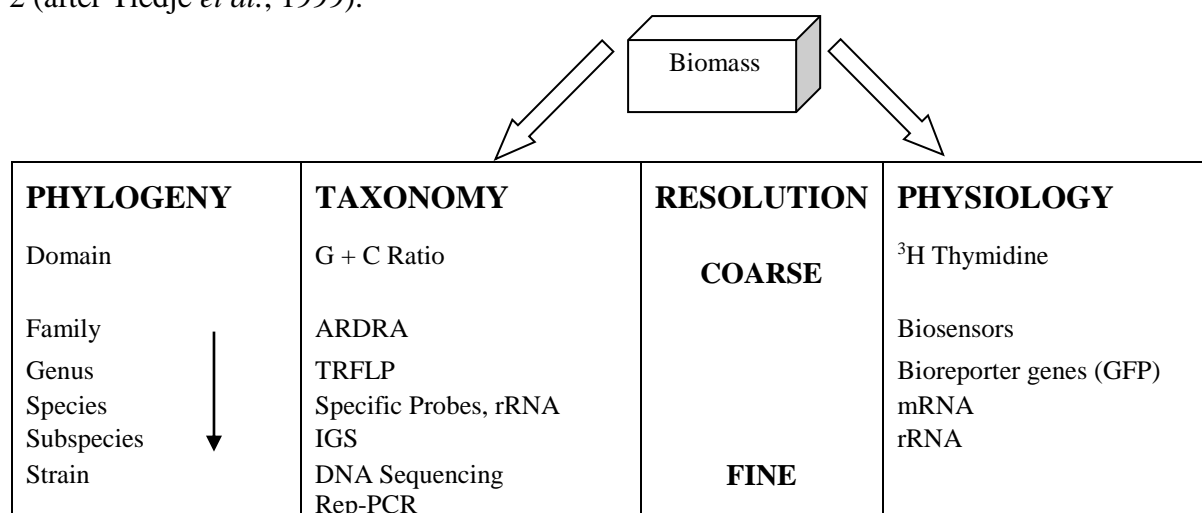 2 (after Tiedje et al., 1999).
Biomass
PHYLOGENY TAXONOMY RESOLUTION PHYSIOLOGY
Domain G + C Ratio ³H Thymidine
COARSE
Family ARDRA Biosensors
Genus TRFLP Bioreporter genes (GFP)
Species Specific Probes, rRNA mRNA
Subspecies IGS rRNA
Strain DNA Sequencing FINE
Rep-PCR